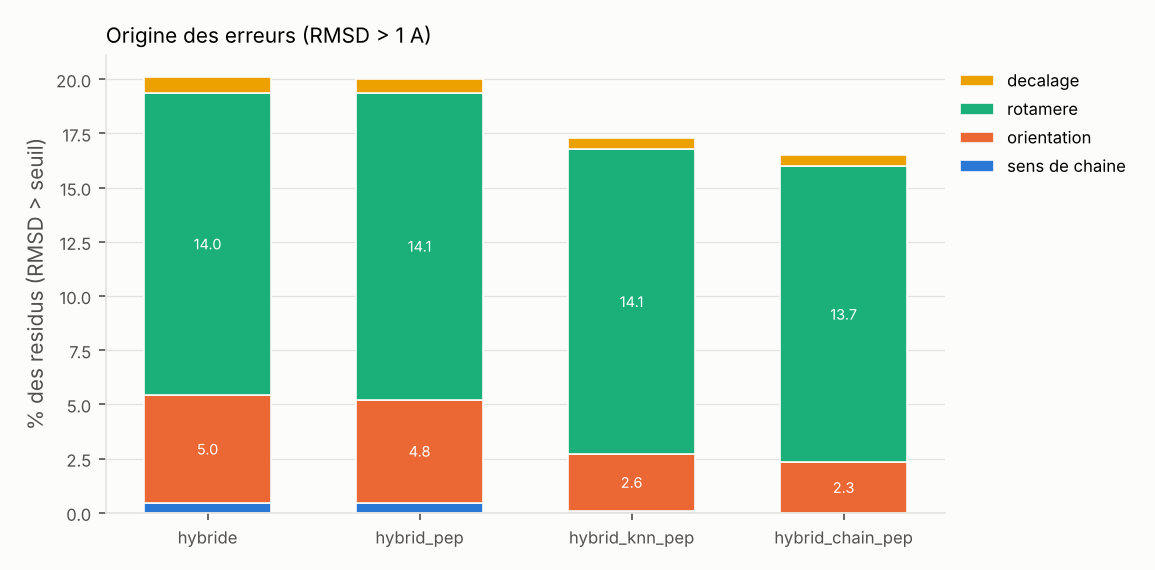 Origine des erreurs (RMSD > 1 A)
% des residus (RMSD > seuil)
20.0
17.5
15.0
12.5
10.0
7.5
5.0
2.5
0.0
14.0
14.1
14.1
13.7
5.0
4.8
2.6
2.3
hybride
hybrid_pep
hybrid_knn_pep
hybrid_chain_pep
decalage
rotamere
orientation
sens de chaine